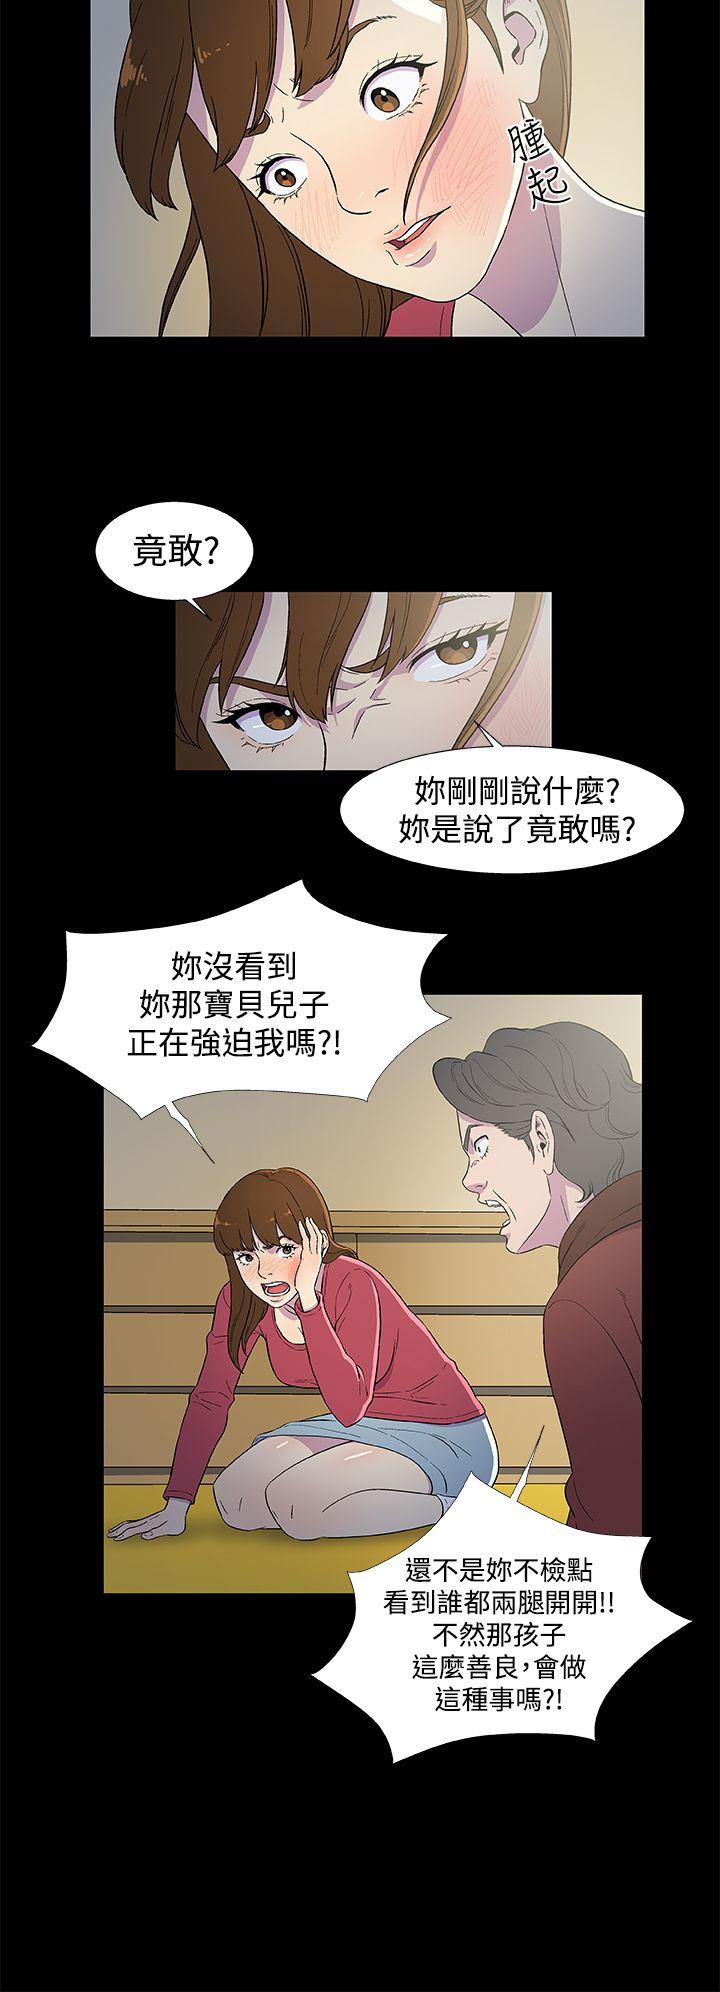 腫起
竟敢?
妳剛剛說什麼?
妳是說了竟敢嗎?
妳沒看到
妳那寶貝兒子
正在強迫我嗎?!
還不是妳不檢點
看到誰都兩腿開開!!
不然那孩子
這麼善良，會做
這種事嗎?!